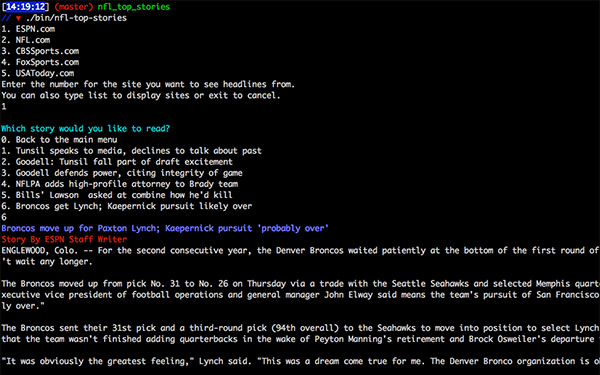 [14:19:12] (master) nfl_top_stories
// ▼ ./bin/nfl-top-stories
1. ESPN.com
2. NFL.com
3. CBSSports.com
4. FoxSports.com
5. USAToday.com
Enter the number for the site you want to see headlines from.
You can also type list to display sites or exit to cancel.
1
Which story would you like to read?
0. Back to the main menu
1. Tunsil speaks to media, declines to talk about past
2. Goodell: Tunsil fall part of draft excitement
3. Goodell defends power, citing integrity of game
4. NFLPA adds high-profile attorney to Brady team
5. Bills' Lawson  asked at combine how he'd kill
6. Broncos get Lynch; Kaepernick pursuit likely over
6
Broncos move up for Paxton Lynch; Kaepernick pursuit 'probably over'
Story By ESPN Staff Writer
ENGLEWOOD, Colo. -- For the second consecutive year, the Denver Broncos waited patiently at the bottom of the first round of
't wait any longer.
The Broncos moved up from pick No. 31 to No. 26 on Thursday via a trade with the Seattle Seahawks and selected Memphis quart
xecutive vice president of football operations and general manager John Elway said means the team's pursuit of San Francisco
ly over."
The Broncos sent their 31st pick and a third-round pick (94th overall) to the Seahawks to move into position to select Lynch
that the team wasn't finished adding quarterbacks in the wake of Peyton Manning's retirement and Brock Osweiler's departure
"It was obviously the greatest feeling," Lynch said. "This was a dream come true for me. The Denver Bronco organization is